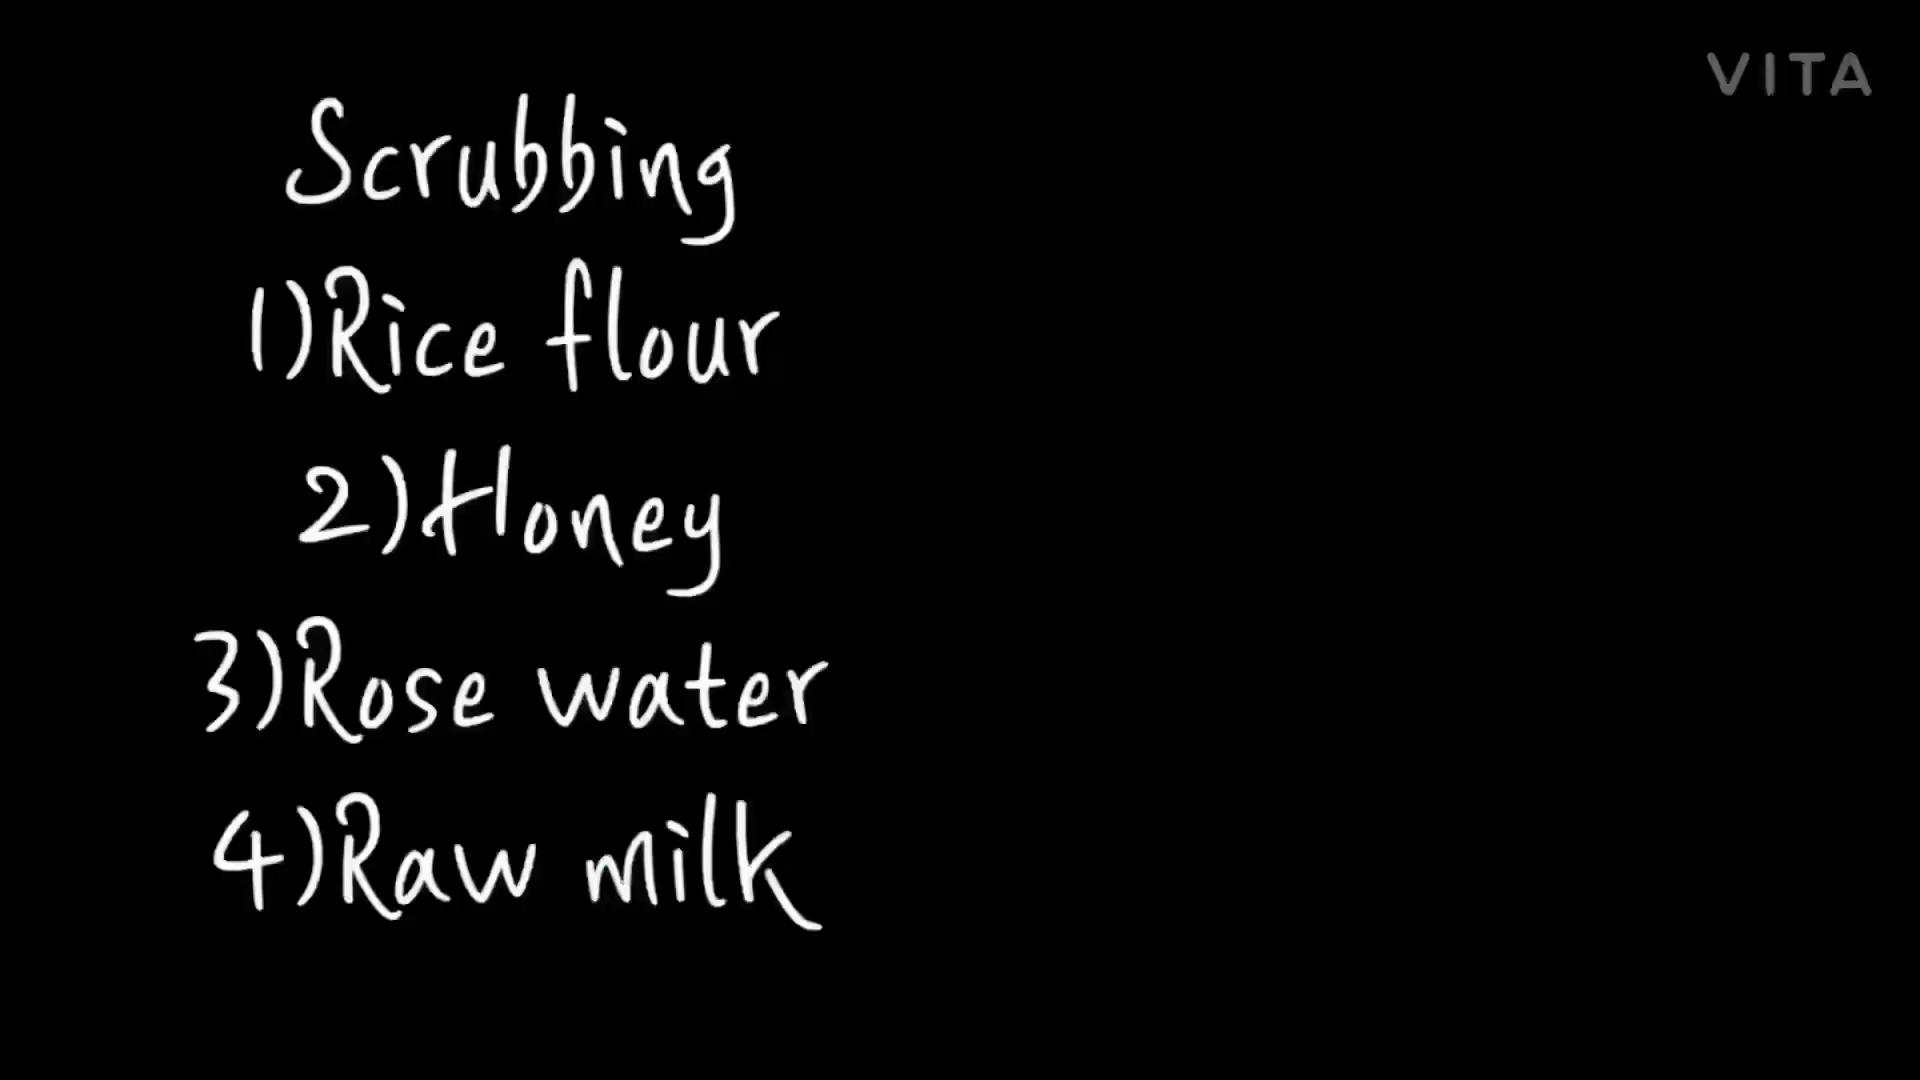 VITA
Scrubbing
1)Rice flour
2)Honey
3)Rose water
4)Raw milk